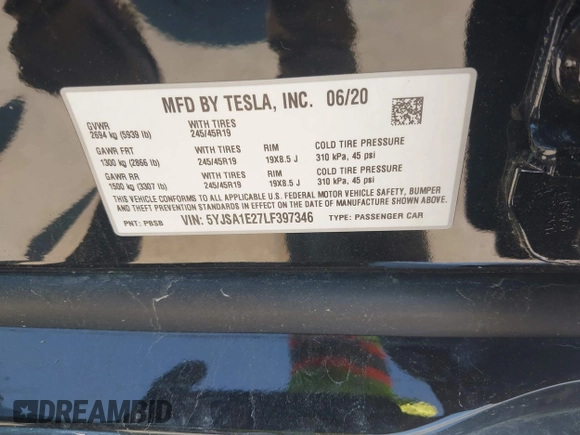 MFD BY TESLA, INC. 06/20
GVWR
2694 kg (5939 lb)
WITH TIRES
245/45R19
GAWR FRT
1300 kg (2866 lb)
WITH TIRES
245/45R19
RIM
19X8.5 J
COLD TIRE PRESSURE
310 kPa, 45 psi
GAWR RR
1500 kg (3307 lb)
WITH TIRES
245/45R19
RIM
19X8.5 J
COLD TIRE PRESSURE
310 kPa, 45 psi
THIS VEHICLE CONFORMS TO ALL APPLICABLE U.S. FEDERAL MOTOR VEHICLE SAFETY, BUMPER
AND THEFT PREVENTION STANDARDS IN EFFECT ON THE DATE OF MANUFACTURE SHOWN ABOVE.
PNT: PBSB VIN: 5YJSA1E27LF397346 TYPE: PASSENGER CAR
DREAMBID